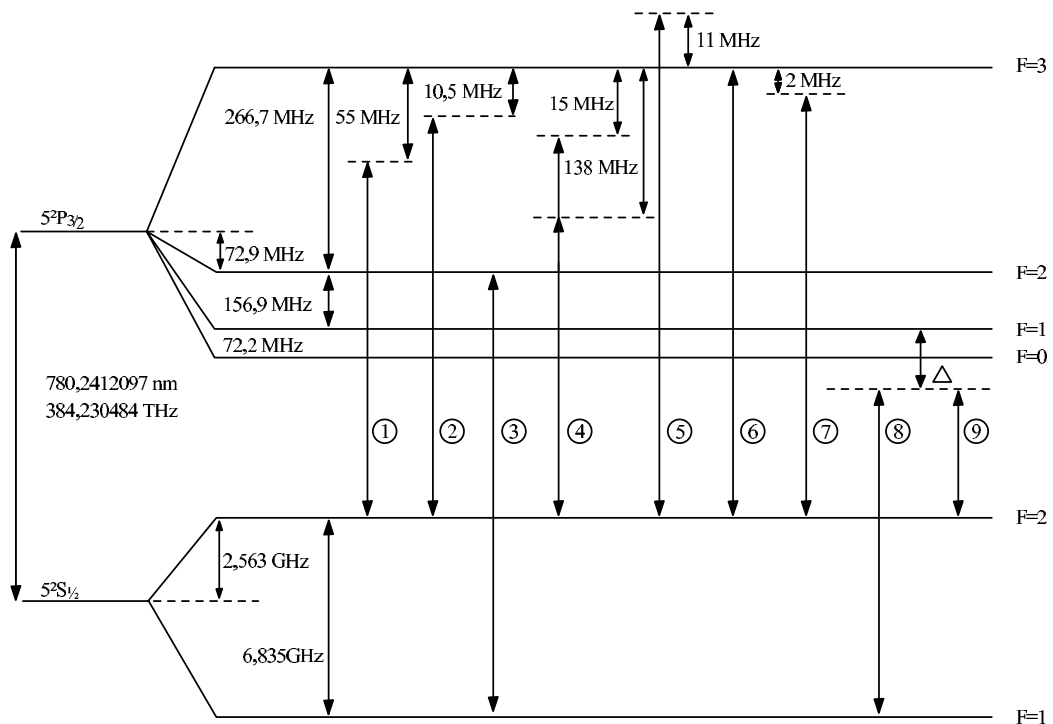 11 MHz
F=3
2 MHz
10,5 MHz
15 MHz
266,7 MHz
55 MHz
138 MHz
5²P3/2
72,9 MHz
F=2
156,9 MHz
F=1
72,2 MHz
F=0
△
780,2412097 nm
384,230484 THz
① ② ③ ④ ⑤ ⑥ ⑦ ⑧ ⑨
F=2
2,563 GHz
5²S½
6,835GHz
F=1